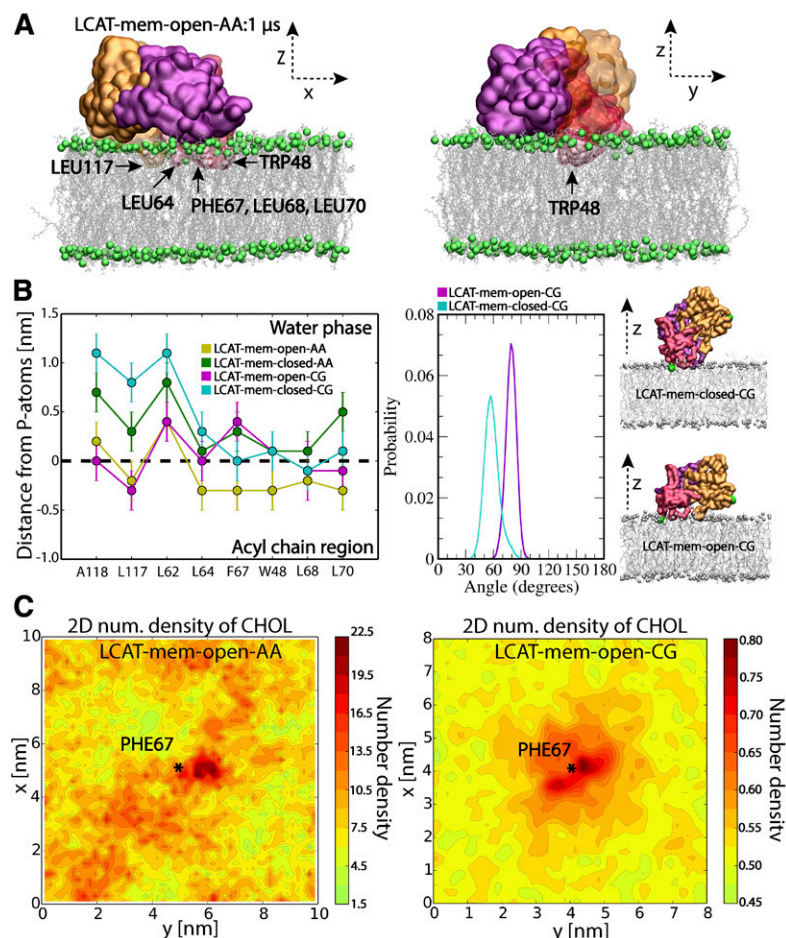 A
LCAT-mem-open-AA:1 µs
Z
x
z
y
LEU117
TRP48
LEU64
PHE67, LEU68, LEU70
TRP48
B
Distance from P-atoms [nm]
1.5
1.0
0.5
0
-0.5
-1.0
Water phase
LCAT-mem-open-AA
LCAT-mem-closed-AA
LCAT-mem-open-CG
LCAT-mem-closed-CG
Acyl chain region
A118 L117 L62 L64 F67 W48 L68 L70
LCAT-mem-open-CG
LCAT-mem-closed-CG
Probability
0.08
0.06
0.04
0.02
0
0 30 60 90 120 150 180
Angle (degrees)
z
LCAT-mem-closed-CG
z
LCAT-mem-open-CG
C
2D num. density of CHOL
LCAT-mem-open-AA
PHE67
x [nm]
10
8
6
4
2
0
0 2 4 6 8 10
y [nm]
22.5
19.5
16.5
13.5
10.5
7.5
4.5
1.5
Number density
2D num. density of CHOL
LCAT-mem-open-CG
PHE67
*
x [nm]
8
7
6
5
4
3
2
1
0
0 1 2 3 4 5 6 7 8
y [nm]
0.80
0.75
0.70
0.65
0.60
0.55
0.50
0.45
Number density